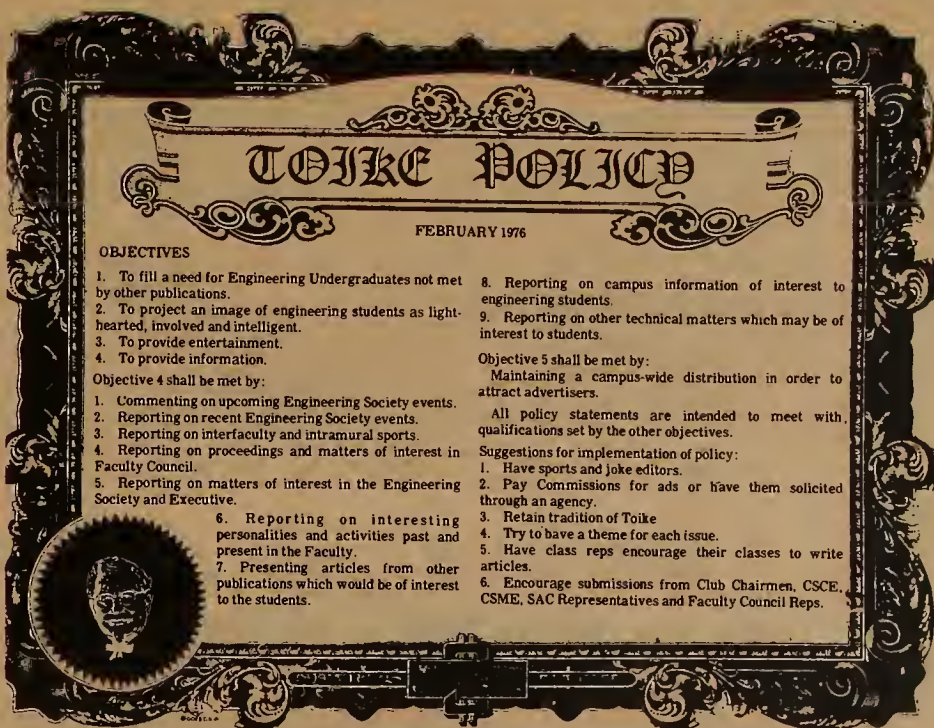 TOIKE POLICY
FEBRUARY 1976
OBJECTIVES
1. To fill a need for Engineering Undergraduates not met
by other publications.
2. To project an image of engineering students as light-
hearted, involved and intelligent.
3. To provide entertainment.
4. To provide information.
Objective 4 shall be met by:
1. Commenting on upcoming Engineering Society events.
2. Reporting on recent Engineering Society events.
3. Reporting on interfaculty and intramural sports.
4. Reporting on proceedings and matters of interest in
Faculty Council.
5. Reporting on matters of interest in the Engineering
Society and Executive.
6. Reporting on interesting
personalities and activities past and
present in the Faculty.
7. Presenting articles from other
publications which would be of interest
to the students.
8. Reporting on campus information of interest to
engineering students.
9. Reporting on other technical matters which may be of
interest to students.
Objective 5 shall be met by:
Maintaining a campus-wide distribution in order to
attract advertisers.
All policy statements are intended to meet with
qualifications set by the other objectives.
Suggestions for implementation of policy:
1. Have sports and joke editors.
2. Pay Commissions for ads or have them solicited
through an agency.
3. Retain tradition of Toike
4. Try to have a theme for each issue.
5. Have class reps encourage their classes to write
articles.
6. Encourage submissions from Club Chairmen, CSCE,
CSME, SAC Representatives and Faculty Council Reps.